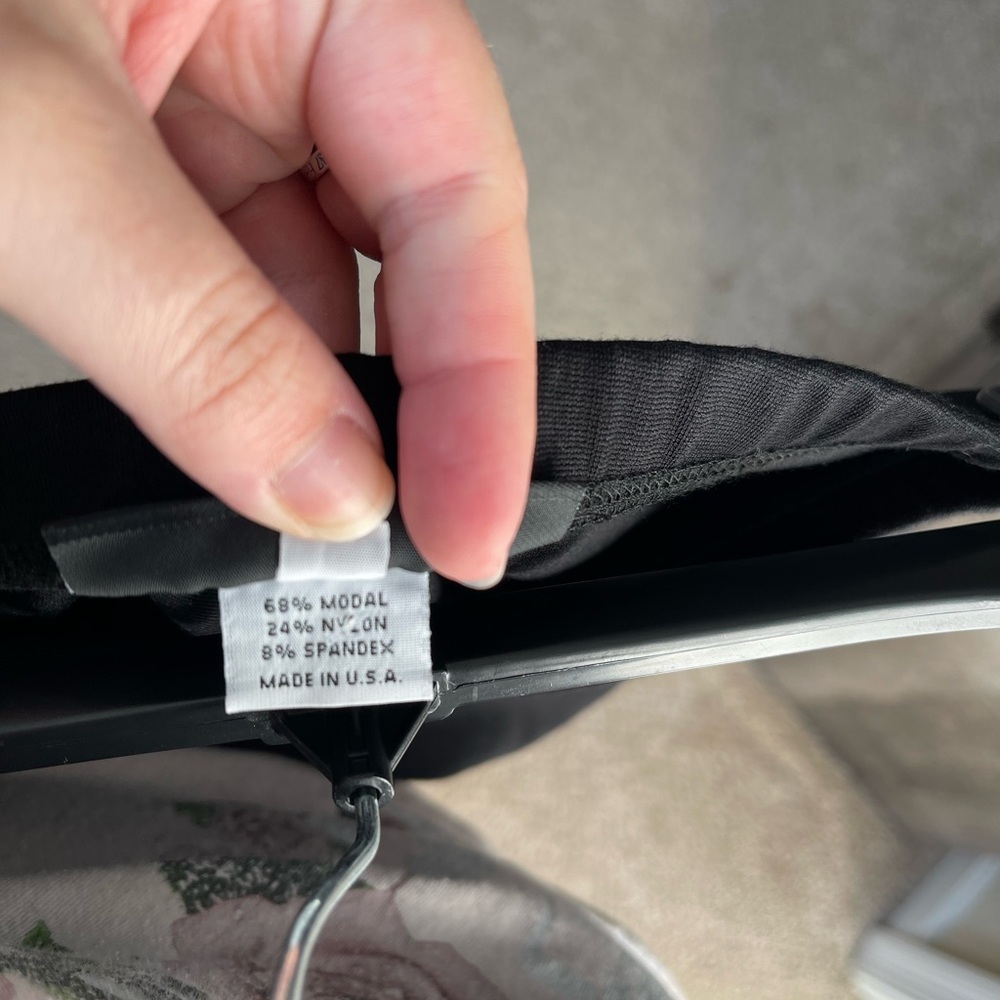 68% MODAL
24% NYLON
8% SPANDEX
MADE IN U.S.A.